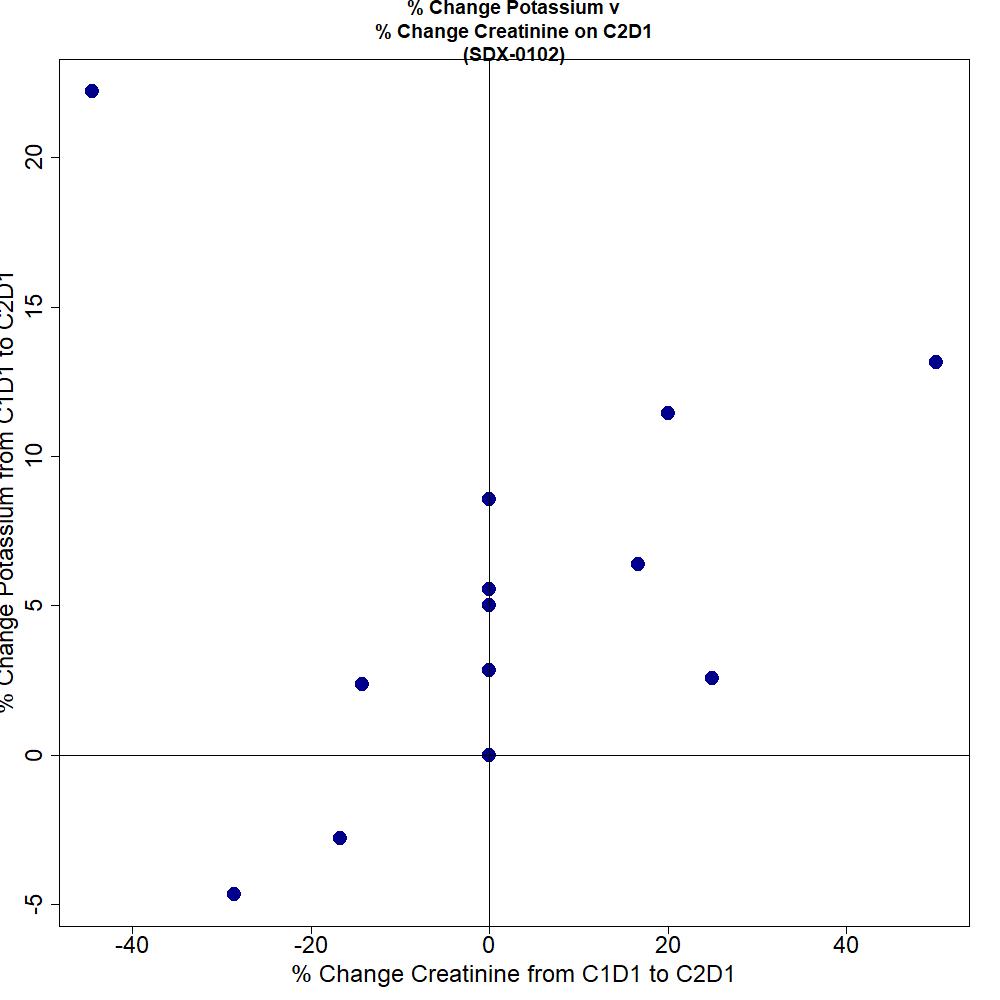 % Change Potassium v
% Change Creatinine on C2D1
(SDX-0102)
% Change Potassium from C1D1 to C2D1
20
15
10
5
0
-5
-40
-20
0
20
40
% Change Creatinine from C1D1 to C2D1